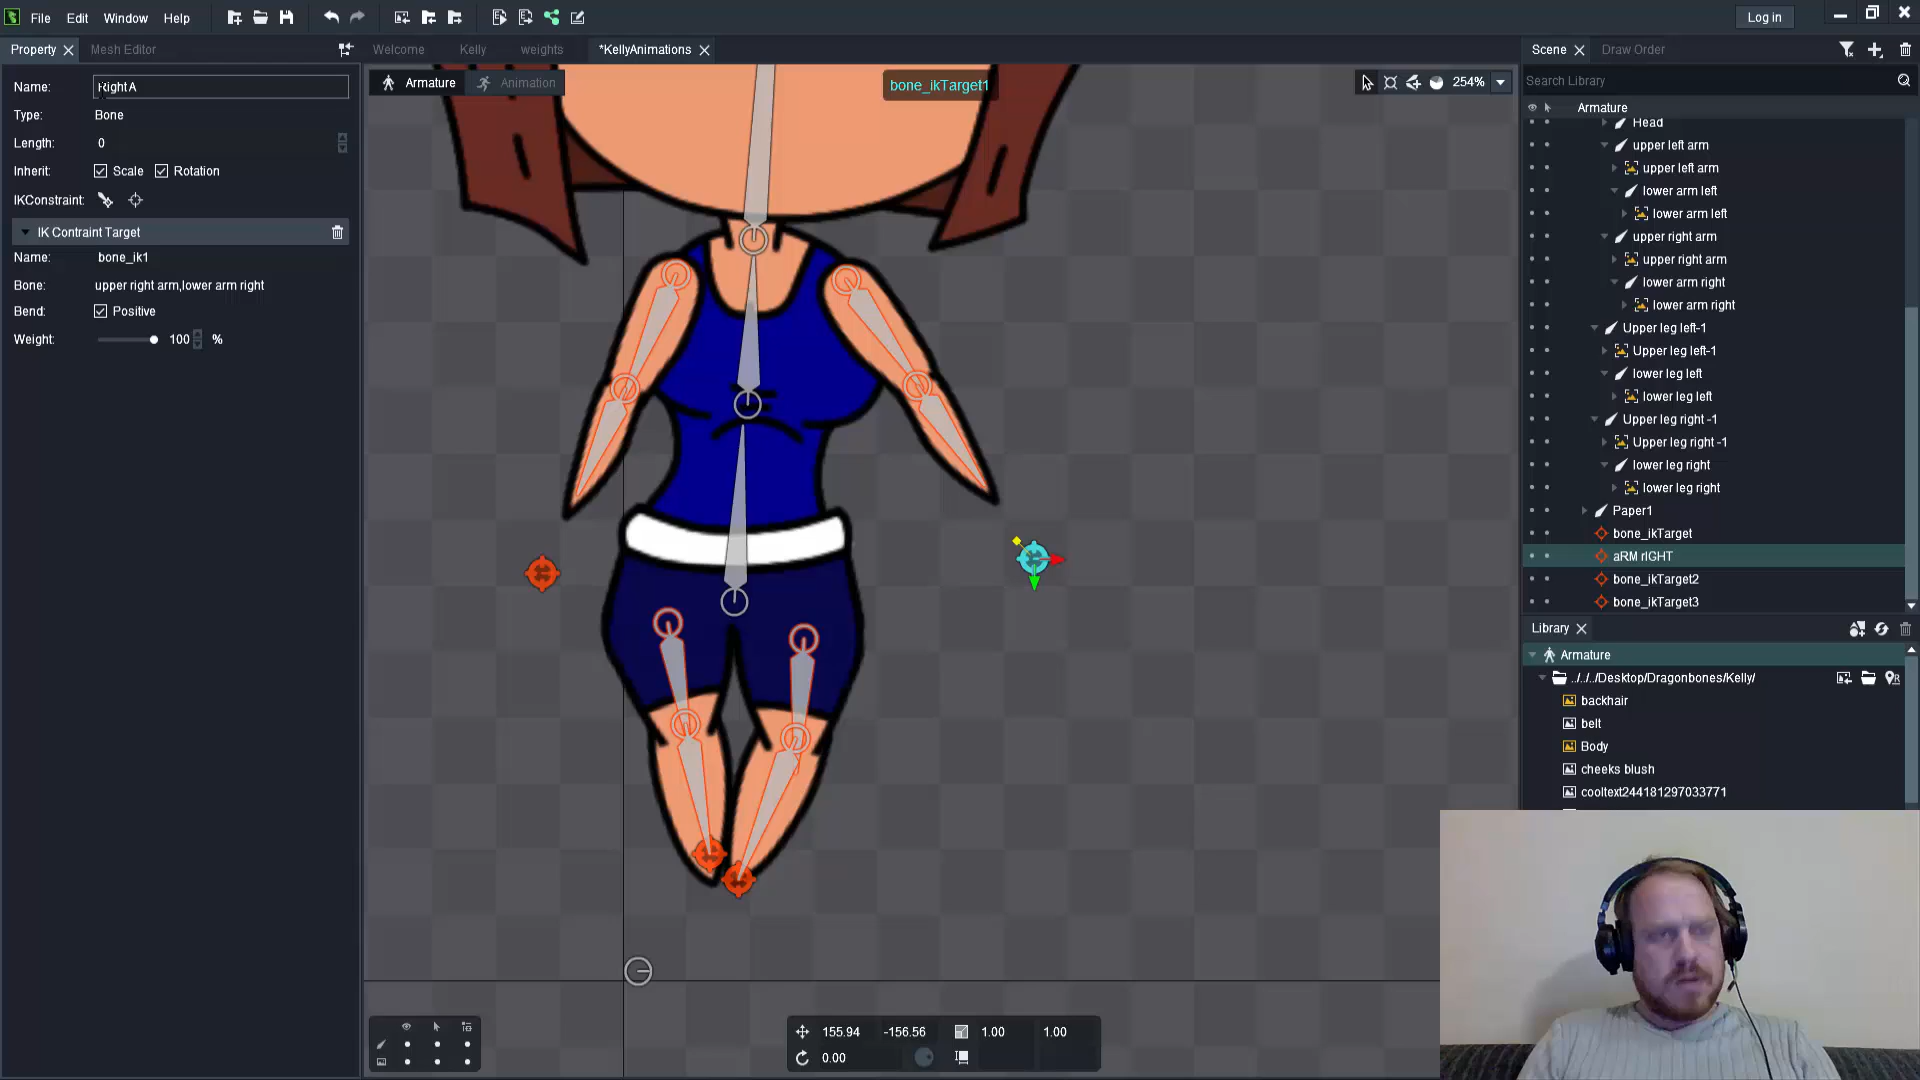 File Edit Window Help
Log in
Property
Mesh Editor
Welcome
Kelly
weights
*KellyAnimations
Scene
Draw Order
Name: RightA
Type: Bone
Length: 0
Inherit: Scale Rotation
IKConstraint:
IK Contraint Target
Name: bone_ik1
Bone: upper right arm,lower arm right
Bend: Positive
Weight: 100 %
Armature
Animation
bone_ikTarget1
254%
155.94 -156.56 1.00 1.00
0.00
Search Library
Armature
Head
upper left arm
upper left arm
lower arm left
lower arm left
upper right arm
upper right arm
lower arm right
lower arm right
Upper leg left-1
Upper leg left-1
lower leg left
lower leg left
Upper leg right -1
Upper leg right -1
lower leg right
lower leg right
Paper1
bone_ikTarget
aRM rIGHT
bone_ikTarget2
bone_ikTarget3
Library
Armature
../../../Desktop/Dragonbones/Kelly/
backhair
belt
Body
cheeks blush
cooltext244181297033771